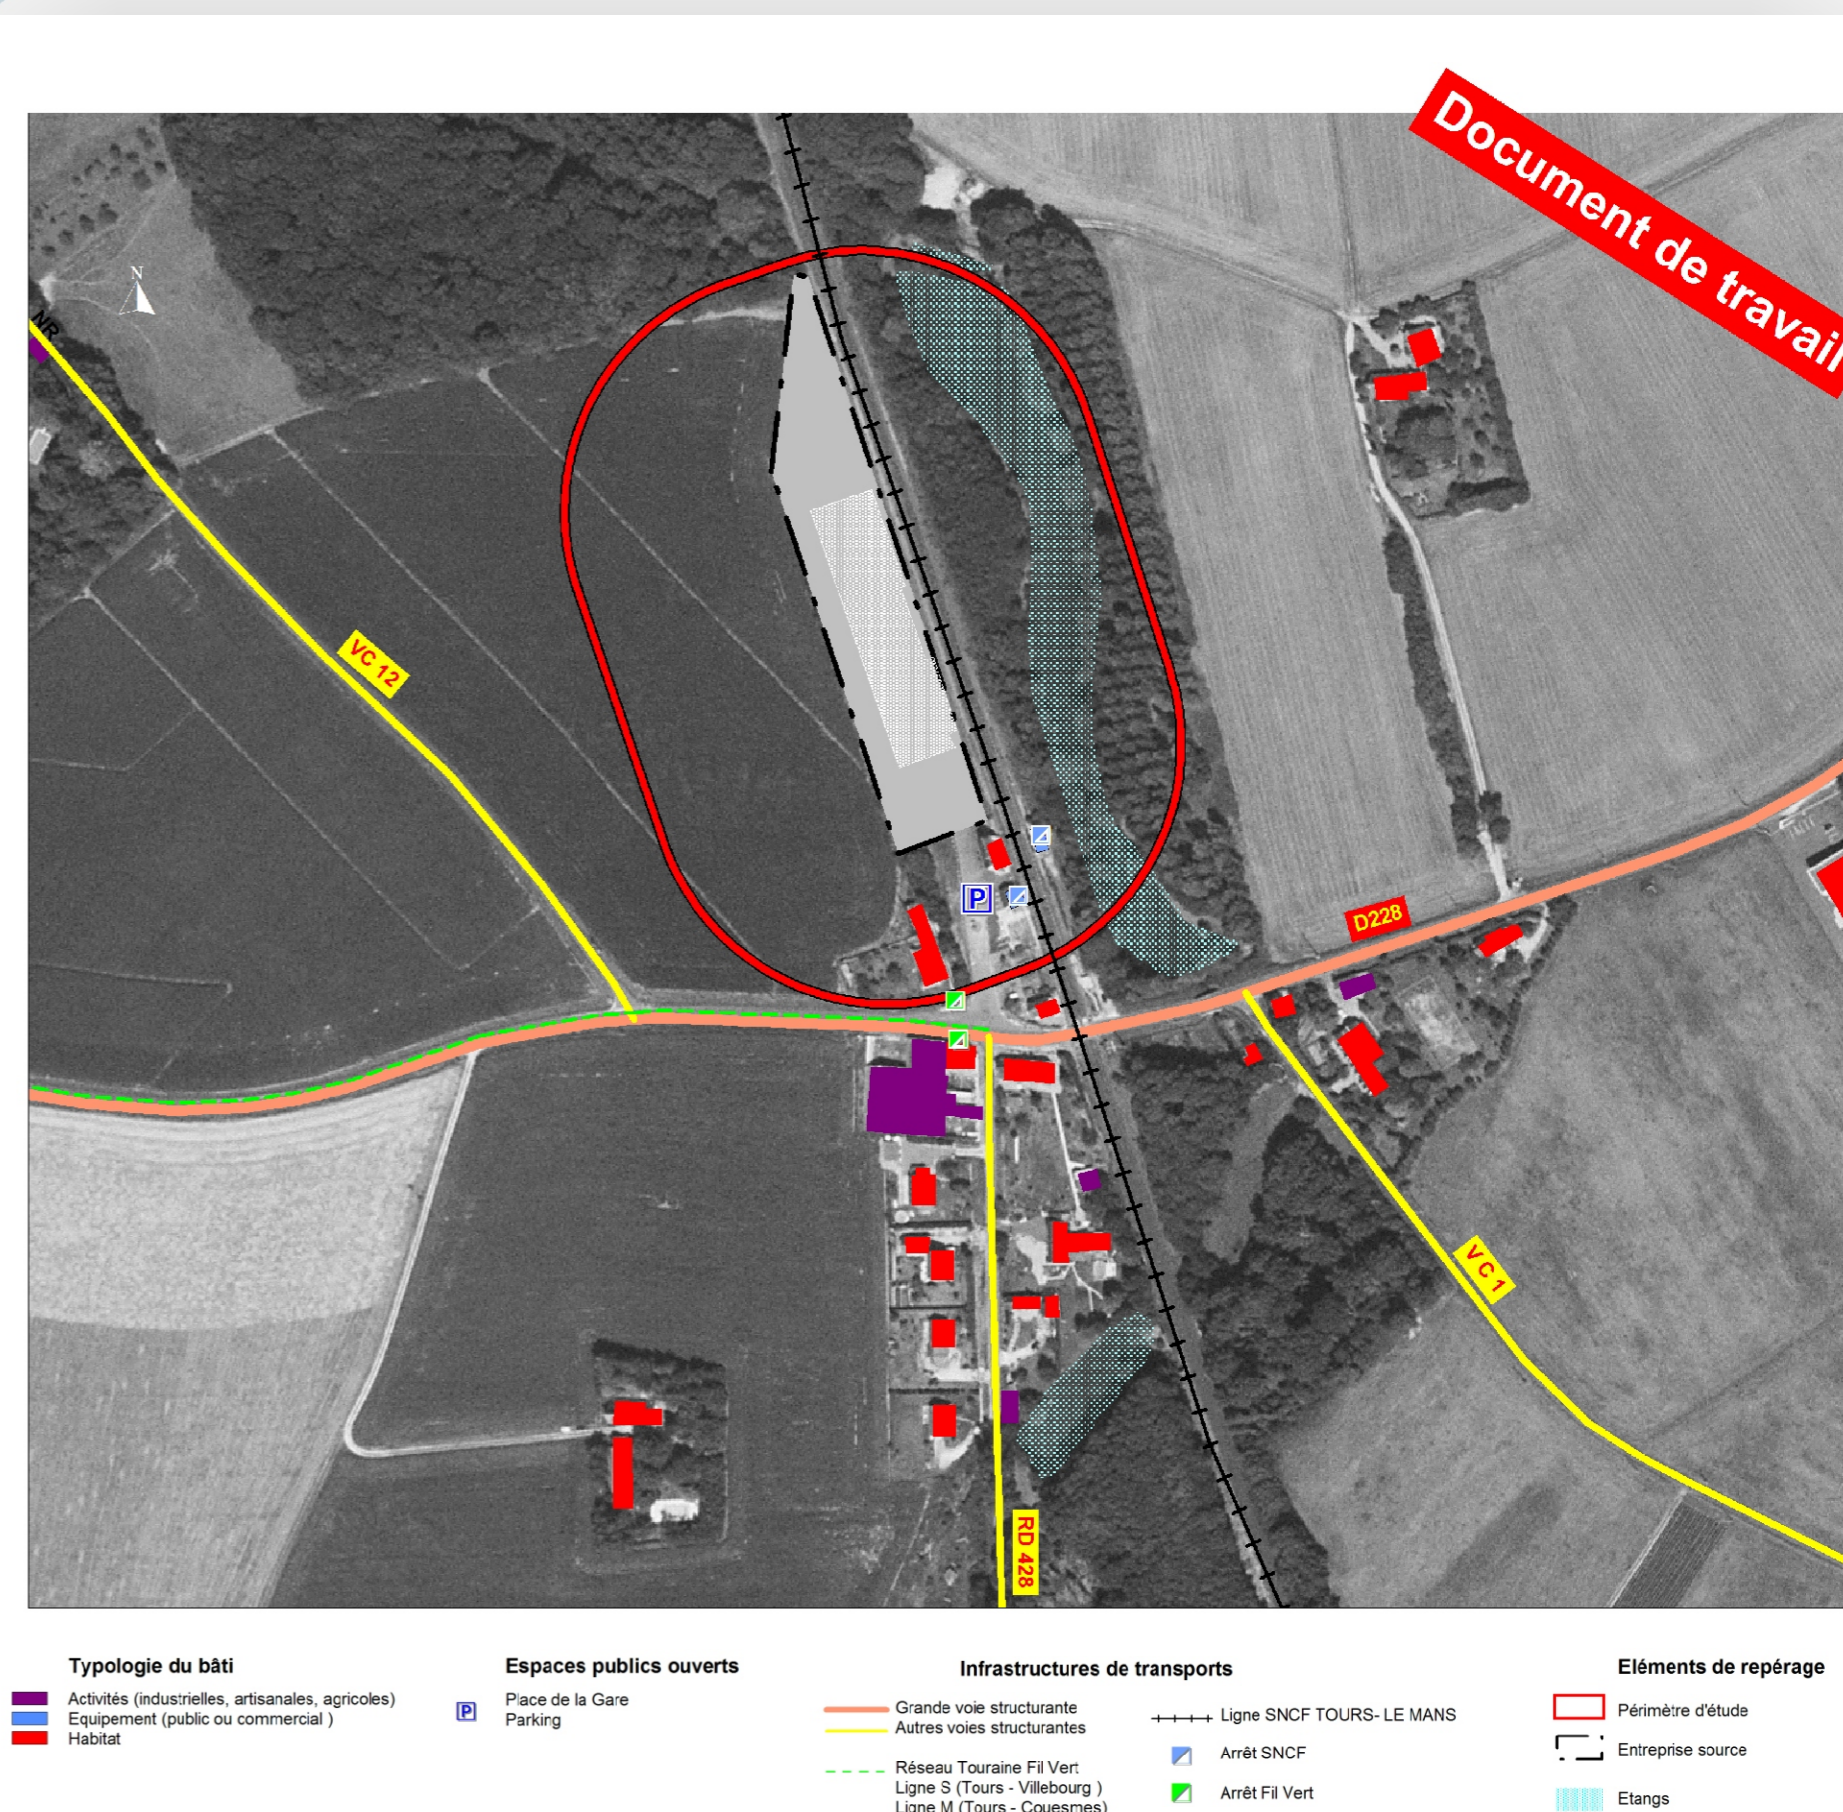 Document de travail
N
NR
VC 12
D228
VC 1
RD 428
Typologie du bâti
Activités (industrielles, artisanales, agricoles)
Equipement (public ou commercial )
Habitat
Espaces publics ouverts
P
Place de la Gare
Parking
P
Infrastructures de transports
Grande voie structurante
Autres voies structurantes
Réseau Touraine Fil Vert
Ligne S (Tours - Villebourg )
Ligne M (Tours - Couesmes)
Ligne SNCF TOURS- LE MANS
Arrêt SNCF
Arrêt Fil Vert
Eléments de repérage
Périmètre d'étude
Entreprise source
Etangs